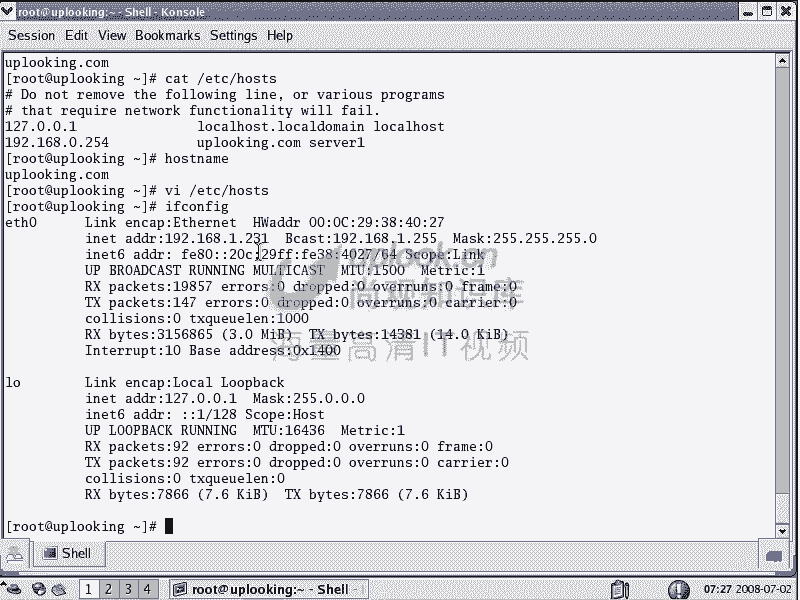 root@uplooking:~ - Shell - Konsole
Session Edit View Bookmarks Settings Help
uplooking.com
[root@uplooking ~]# cat /etc/hosts
# Do not remove the following line, or various programs
# that require network functionality will fail.
127.0.0.1 localhost.localdomain localhost
192.168.0.254 uplooking.com server1
[root@uplooking ~]# hostname
uplooking.com
[root@uplooking ~]# vi /etc/hosts
[root@uplooking ~]# ifconfig
eth0 Link encap:Ethernet HWaddr 00:0C:29:38:40:27
inet addr:192.168.1.231 Bcast:192.168.1.255 Mask:255.255.255.0
inet6 addr: fe80::20c:29ff:fe38:4027/64 Scope:Link
UP BROADCAST RUNNING MULTICAST MTU:1500 Metric:1
RX packets:19857 errors:0 dropped:0 overruns:0 frame:0
TX packets:147 errors:0 dropped:0 overruns:0 carrier:0
collisions:0 txqueuelen:1000
RX bytes:3156865 (3.0 MiB) TX bytes:14381 (14.0 KiB)
Interrupt:10 Base address:0x1400
uplook.cn
尚观知识库
海量高清IT视频
lo Link encap:Local Loopback
inet addr:127.0.0.1 Mask:255.0.0.0
inet6 addr: ::1/128 Scope:Host
UP LOOPBACK RUNNING MTU:16436 Metric:1
RX packets:92 errors:0 dropped:0 overruns:0 frame:0
TX packets:92 errors:0 dropped:0 overruns:0 carrier:0
collisions:0 txqueuelen:0
RX bytes:7866 (7.6 KiB) TX bytes:7866 (7.6 KiB)
[root@uplooking ~]#
Shell
1 2 3 4 root@uplooking:~ - Shell - 07:27 2008-07-02